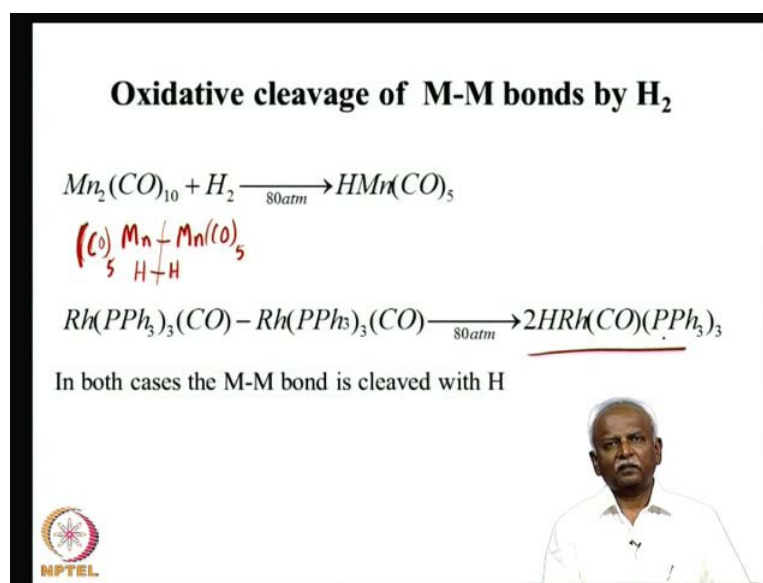 Oxidative cleavage of M-M bonds by H₂
Mn₂(CO)₁₀ + H₂ →80atm HMn(CO)₅
(CO)₅ Mn - Mn(CO)₅
H - H
Rh(PPh₃)₃(CO) − Rh(PPh₃)₃(CO) →80atm 2HRh(CO)(PPh₃)₃
In both cases the M-M bond is cleaved with H
NPTEL